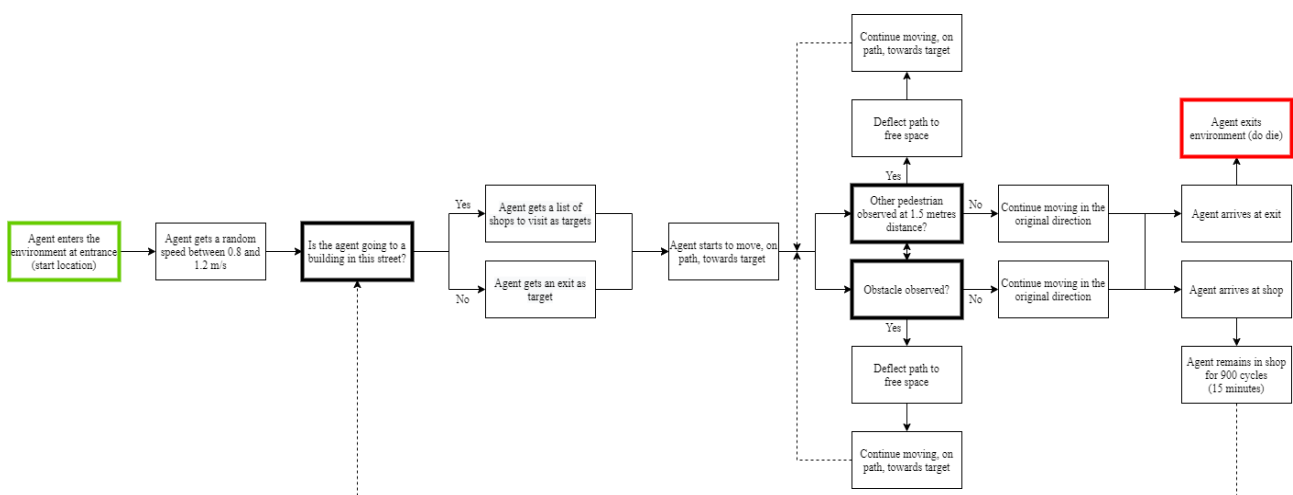 Agent enters the
environment at entrance
(start location)
Agent gets a random
speed between 0.8 and
1.2 m/s
Is the agent going to a
building in this street?
Yes
No
Agent gets a list of
shops to visit as targets
Agent gets an exit as
target
Agent starts to move, on
path, towards target
Continue moving, on
path, towards target
Deflect path to
free space
Yes
Other pedestrian
observed at 1.5 metres
distance?
No
Continue moving in the
original direction
Obstacle observed?
No
Continue moving in the
original direction
Yes
Deflect path to
free space
Continue moving, on
path, towards target
Agent exits
environment (do die)
Agent arrives at exit
Agent arrives at shop
Agent remains in shop
for 900 cycles
(15 minutes)